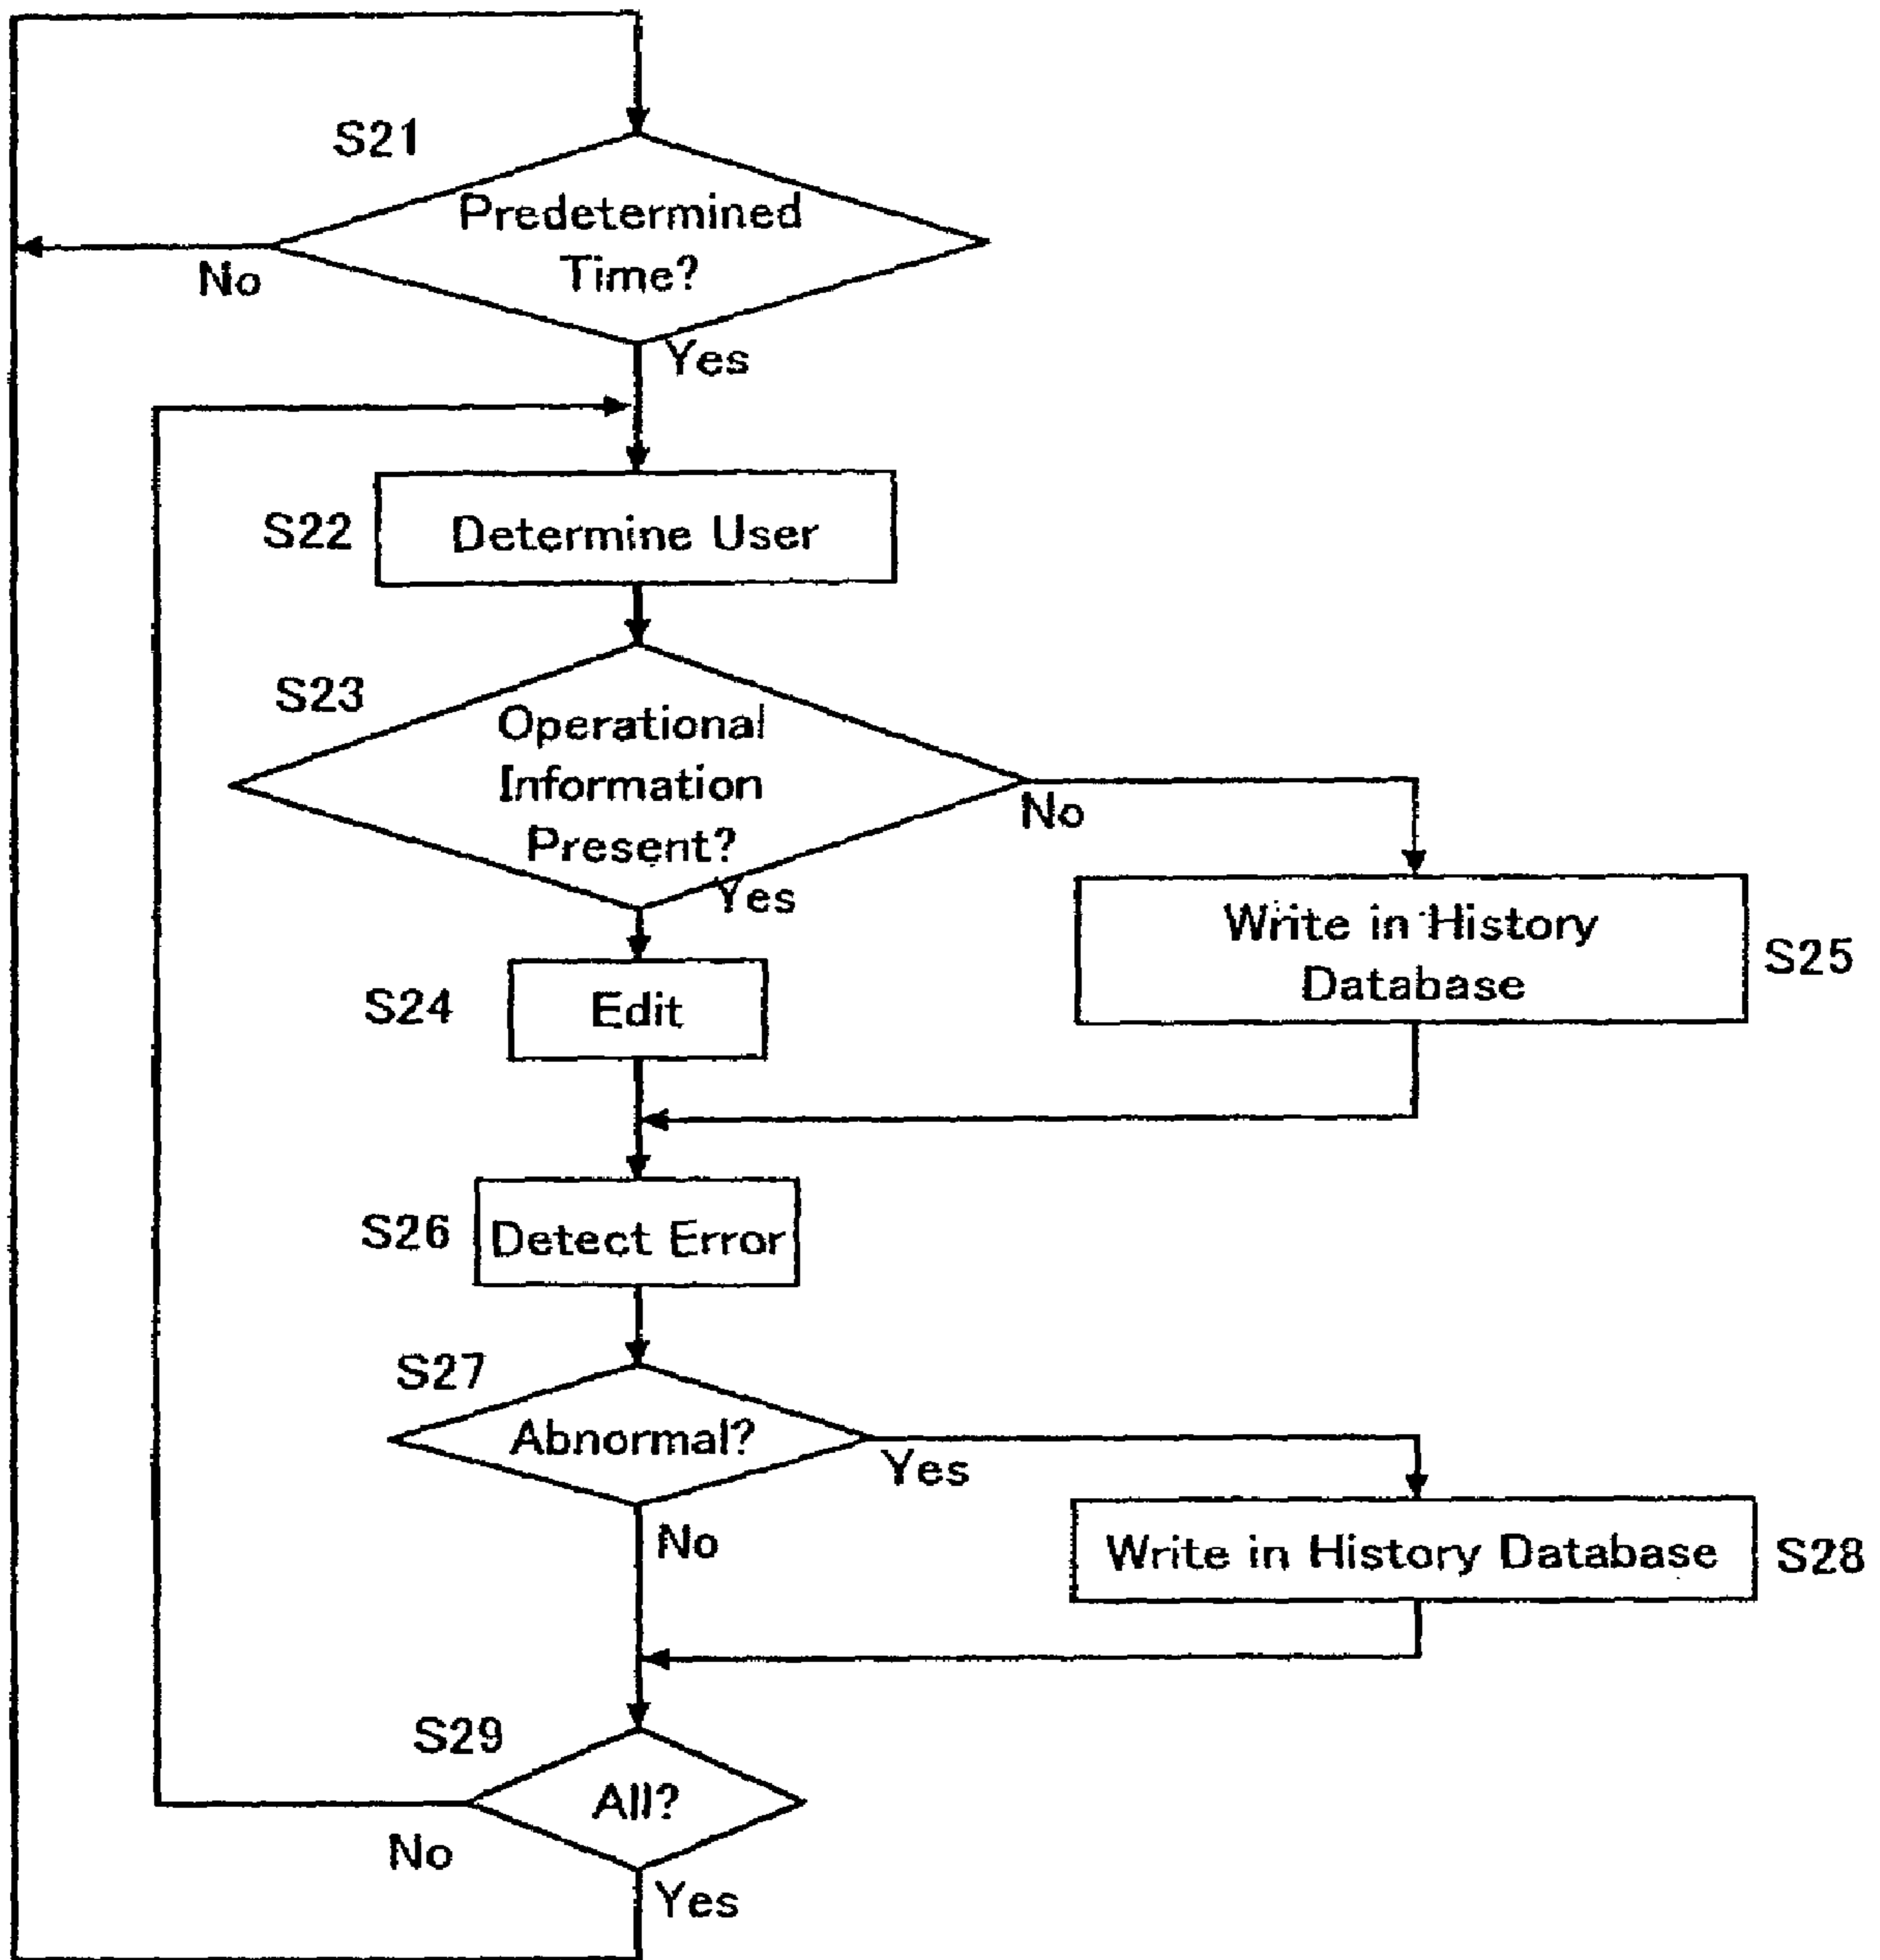 S21
Predetermined
Time?
No
Yes
S22
Determine User
S23
Operational
Information
Present?
No
Yes
Write in History
Database
S25
S24
Edit
S26
Detect Error
S27
Abnormal?
Yes
No
Write in History Database
S28
S29
All?
No
Yes